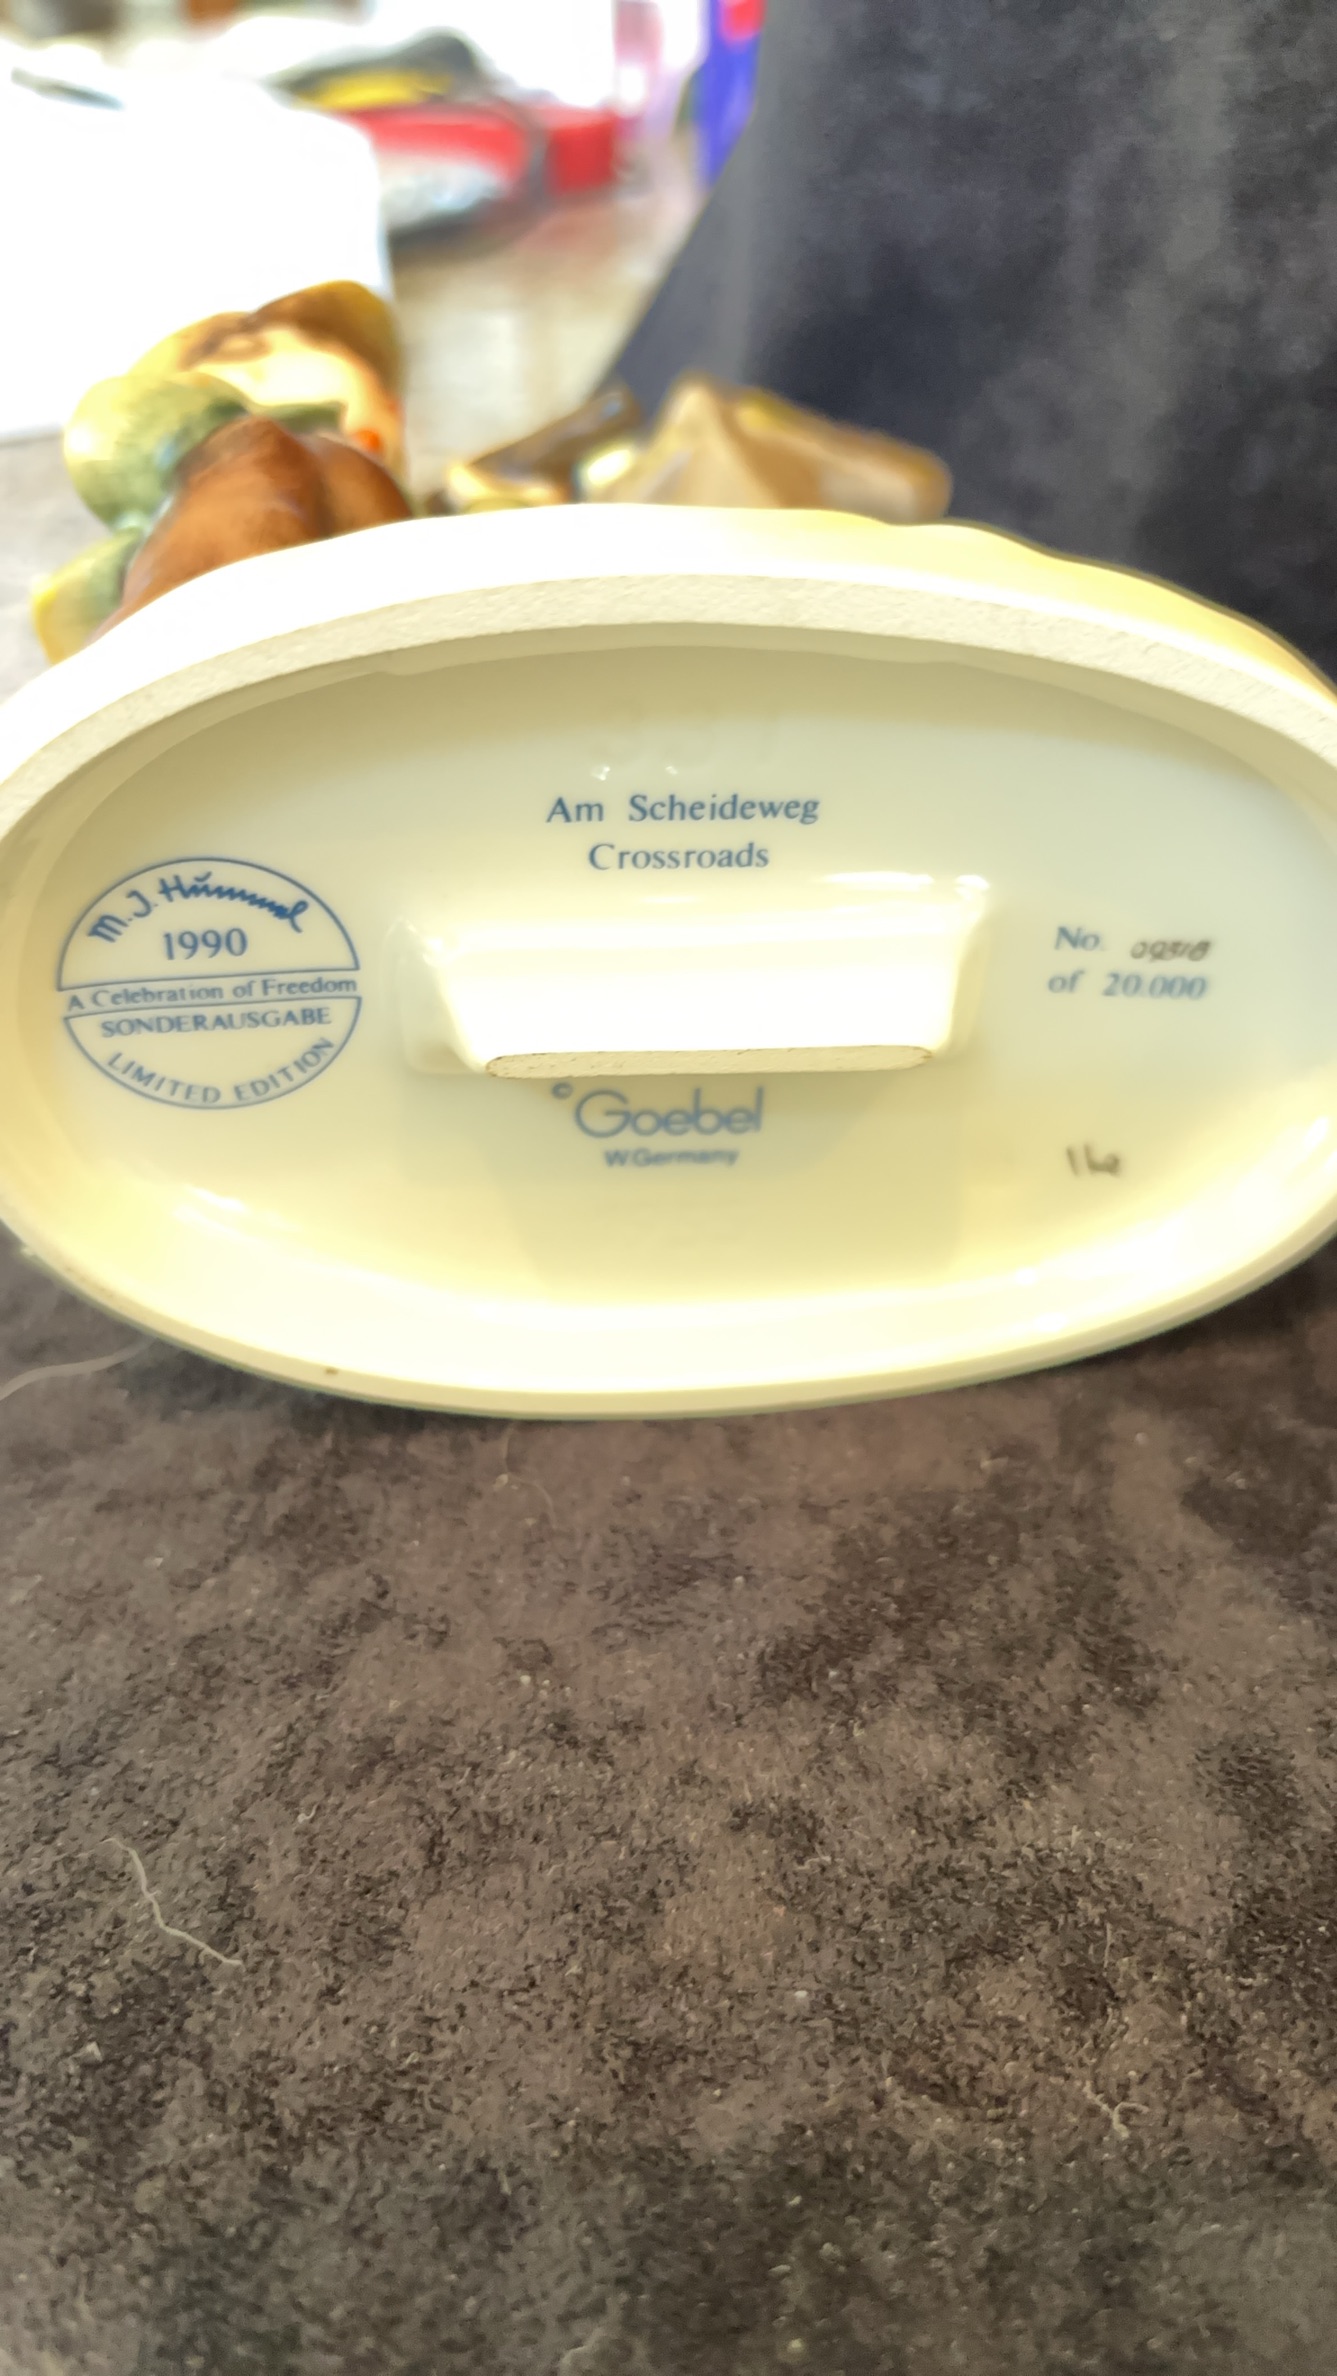 Am Scheideweg
Crossroads
M.J. Hummel
1990
A Celebration of Freedom
SONDERAUSGABE
LIMITED EDITION
No.
of 20.000
© Goebel
W.Germany